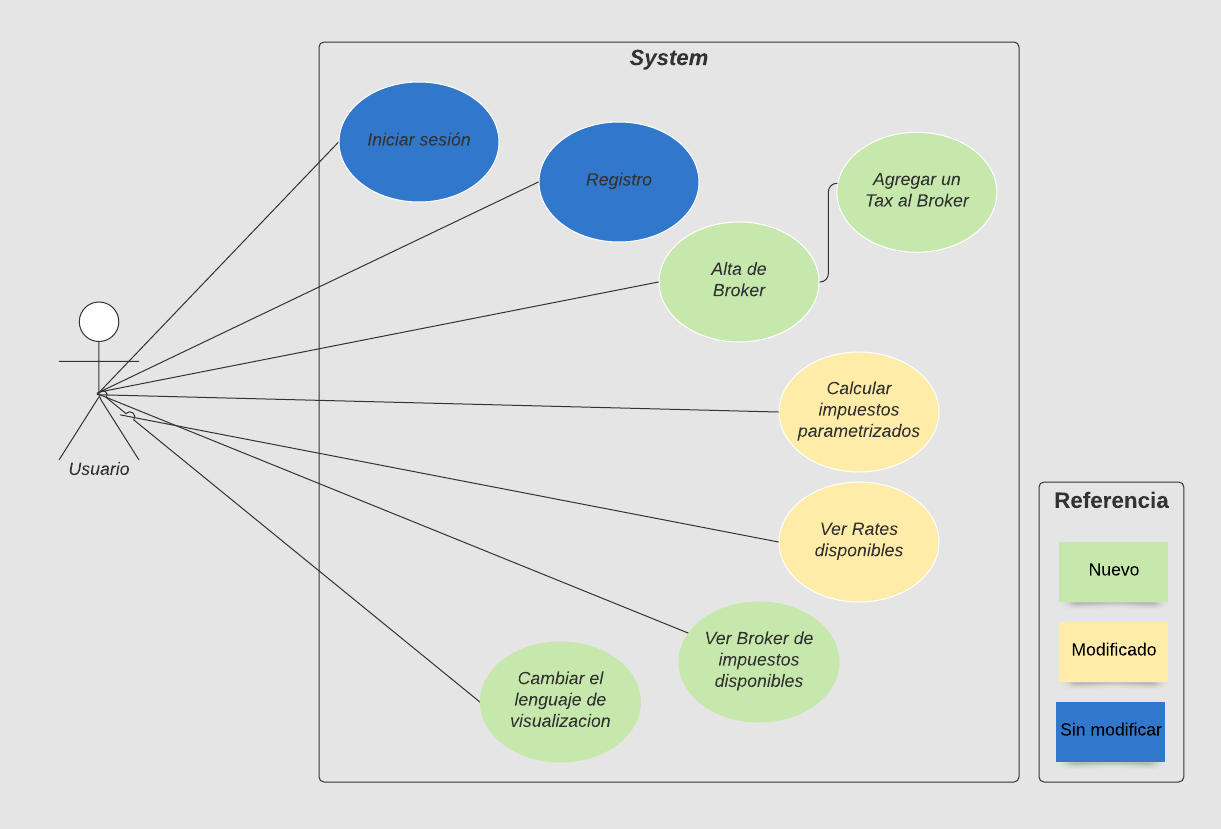 System
Iniciar sesión
Registro
Agregar un
Tax al Broker
Alta de
Broker
Calcular
impuestos
parametrizados
Usuario
Ver Rates
disponibles
Ver Broker de
impuestos
disponibles
Cambiar el
lenguaje de
visualizacion
Referencia
Nuevo
Modificado
Sin modificar